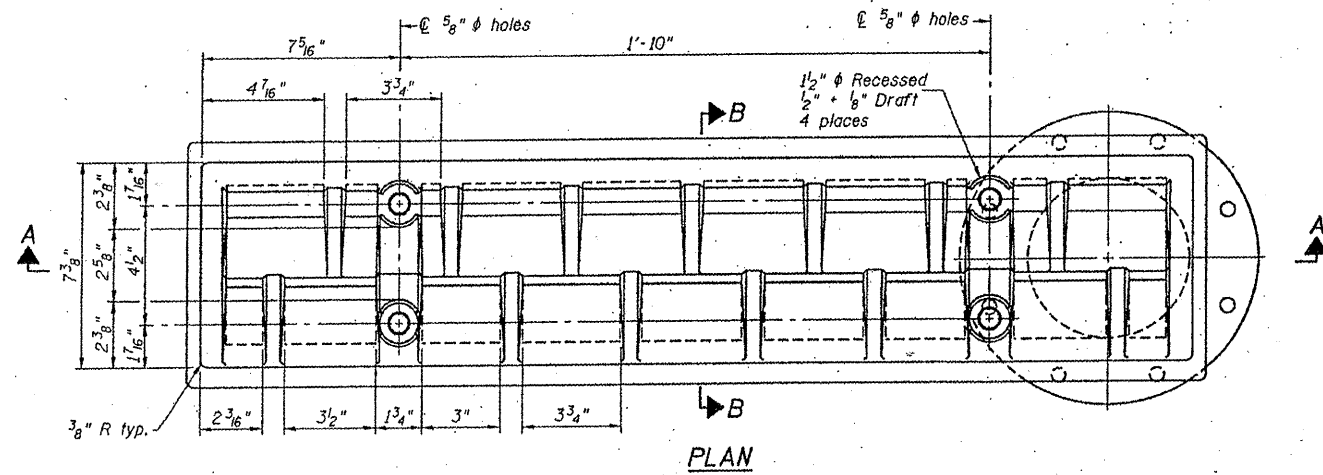 ℄ 5/8" ϕ holes
℄ 5/8" ϕ holes
7 5/16"
1'-10"
4 7/16"
3 3/4"
1 1/2" ϕ Recessed
1/2" + 1/8" Draft
4 places
B
2 3/8"
1 7/16"
A
7 3/8"
2 5/8"
4 1/2"
A
2 3/8"
1 7/16"
3/8" R typ.
2 3/16"
3 1/2"
1 3/4"
3"
3 3/4"
B
PLAN